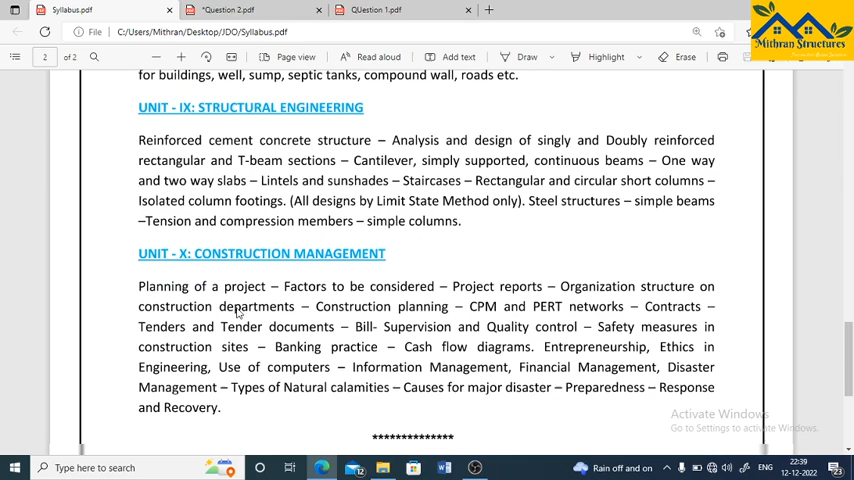 Syllabus.pdf
*Question 2.pdf
QUestion 1.pdf
File
C:/Users/Mithran/Desktop/JDO/Syllabus.pdf
2 of 2
Page view
Read aloud
Add text
Draw
Highlight
Erase
Mithran Structures
for buildings, well, sump, septic tanks, compound wall, roads etc.
UNIT - IX: STRUCTURAL ENGINEERING
Reinforced cement concrete structure – Analysis and design of singly and Doubly reinforced
rectangular and T-beam sections – Cantilever, simply supported, continuous beams – One way
and two way slabs – Lintels and sunshades – Staircases – Rectangular and circular short columns –
Isolated column footings. (All designs by Limit State Method only). Steel structures – simple beams
–Tension and compression members – simple columns.
UNIT - X: CONSTRUCTION MANAGEMENT
Planning of a project – Factors to be considered – Project reports – Organization structure on
construction departments – Construction planning – CPM and PERT networks – Contracts –
Tenders and Tender documents – Bill- Supervision and Quality control – Safety measures in
construction sites – Banking practice – Cash flow diagrams. Entrepreneurship, Ethics in
Engineering, Use of computers – Information Management, Financial Management, Disaster
Management – Types of Natural calamities – Causes for major disaster – Preparedness – Response
and Recovery.
**************
Activate Windows
Go to Settings to activate Windows.
Type here to search
12
Rain off and on
ENG
22:39
12-12-2022
23